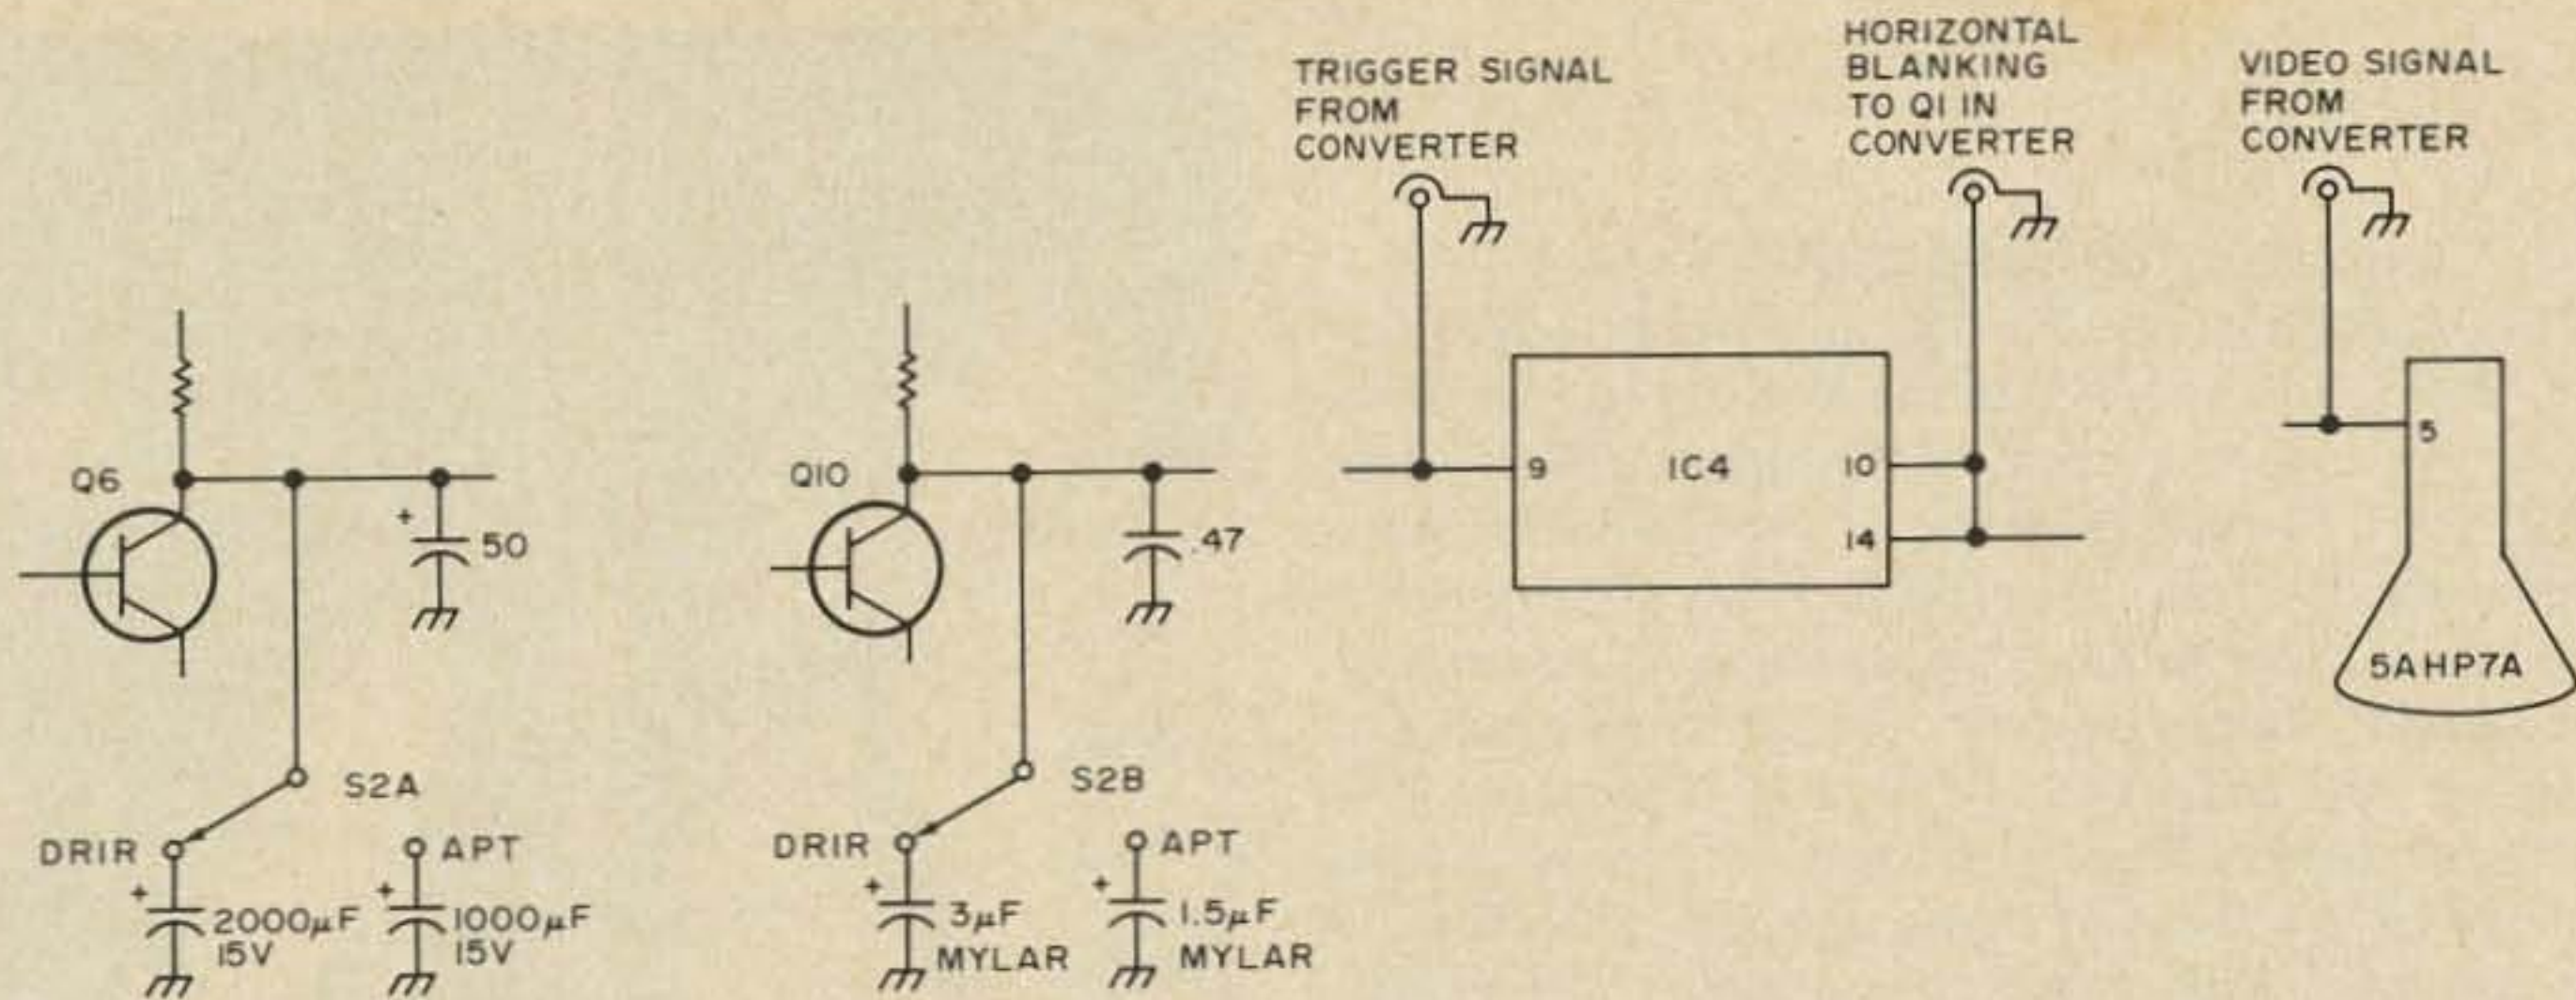 TRIGGER SIGNAL
FROM
CONVERTER
HORIZONTAL
BLANKING
TO Q1 IN
CONVERTER
VIDEO SIGNAL
FROM
CONVERTER
Q6
+
50
S2A
DRIR
APT
+
2000µF
15V
+
1000µF
15V
Q10
.47
S2B
DRIR
APT
+
3µF
MYLAR
+
1.5µF
MYLAR
9
IC4
10
14
5
5AHP7A